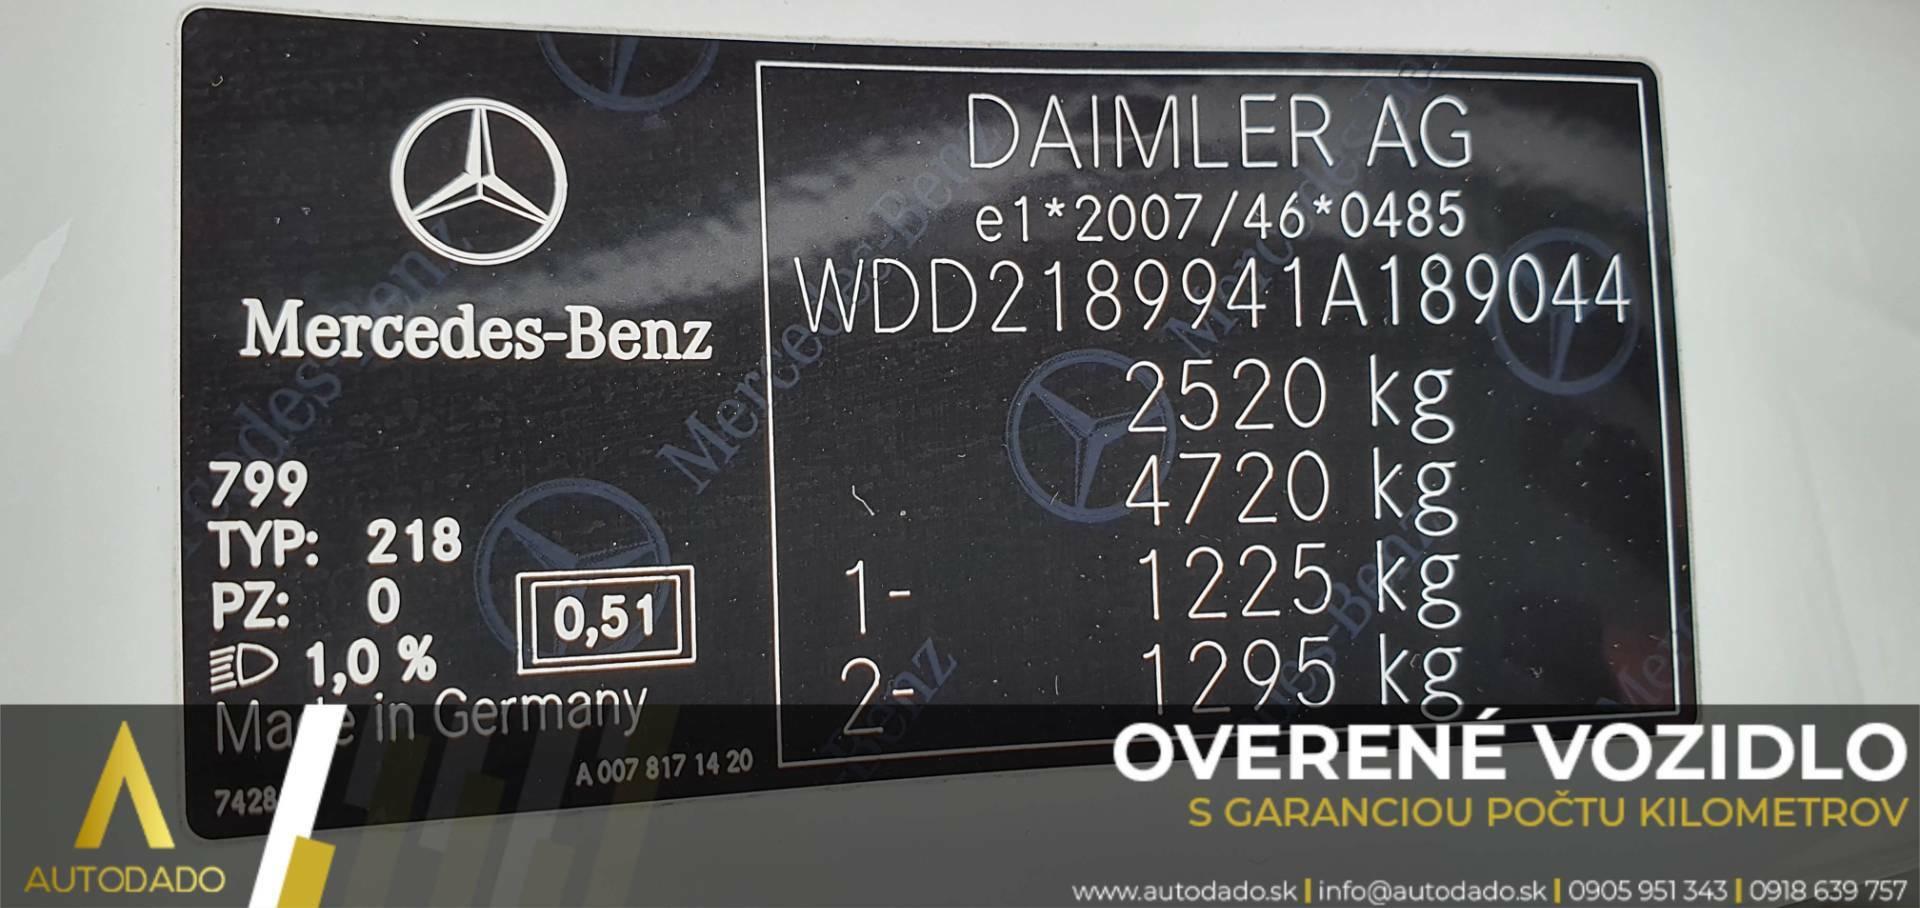 DAIMLER AG
e1*2007/46*0485
WDD2189941A189044
2520 kg
4720 kg
1- 1225 kg
2- 1295 kg
Mercedes-Benz
799
TYP: 218
PZ: 0
1,0 %
0,51
Made in Germany
A 007 817 14 20
7428
AUTODADO
OVERENÉ VOZIDLO
S GARANCIOU POČTU KILOMETROV
www.autodado.sk | info@autodado.sk | 0905 951 343 | 0918 639 757